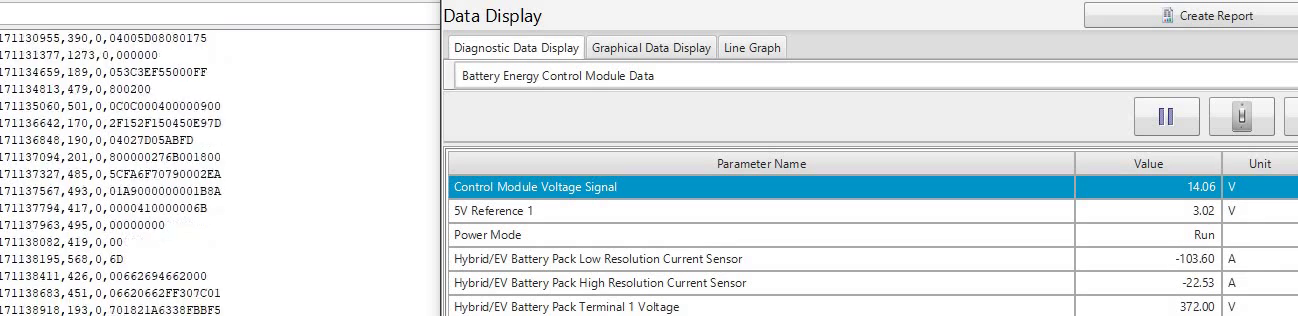 171130955,390,0,04005D08080175
171131377,1273,0,000000
171134659,189,0,053C3EF55000FF
171134813,479,0,800200
171135060,501,0,0C0C000400000900
171136642,170,0,2F152F150450E97D
171136848,190,0,04027D05ABFD
171137094,201,0,800000276B001800
171137327,485,0,5CFA6F70790002EA
171137567,493,0,01A9000000001B8A
171137794,417,0,0000410000006B
171137963,495,0,00000000
171138082,419,0,00
171138195,568,0,6D
171138411,426,0,00662694662000
171138683,451,0,06620662FF307C01
171138918,193,0,701821A6338FBBF5
Data Display
Create Report
Diagnostic Data Display Graphical Data Display Line Graph
Battery Energy Control Module Data
Parameter Name Value Unit
Control Module Voltage Signal 14.06 V
5V Reference 1 3.02 V
Power Mode Run
Hybrid/EV Battery Pack Low Resolution Current Sensor -103.60 A
Hybrid/EV Battery Pack High Resolution Current Sensor -22.53 A
Hybrid/EV Battery Pack Terminal 1 Voltage 372.00 V